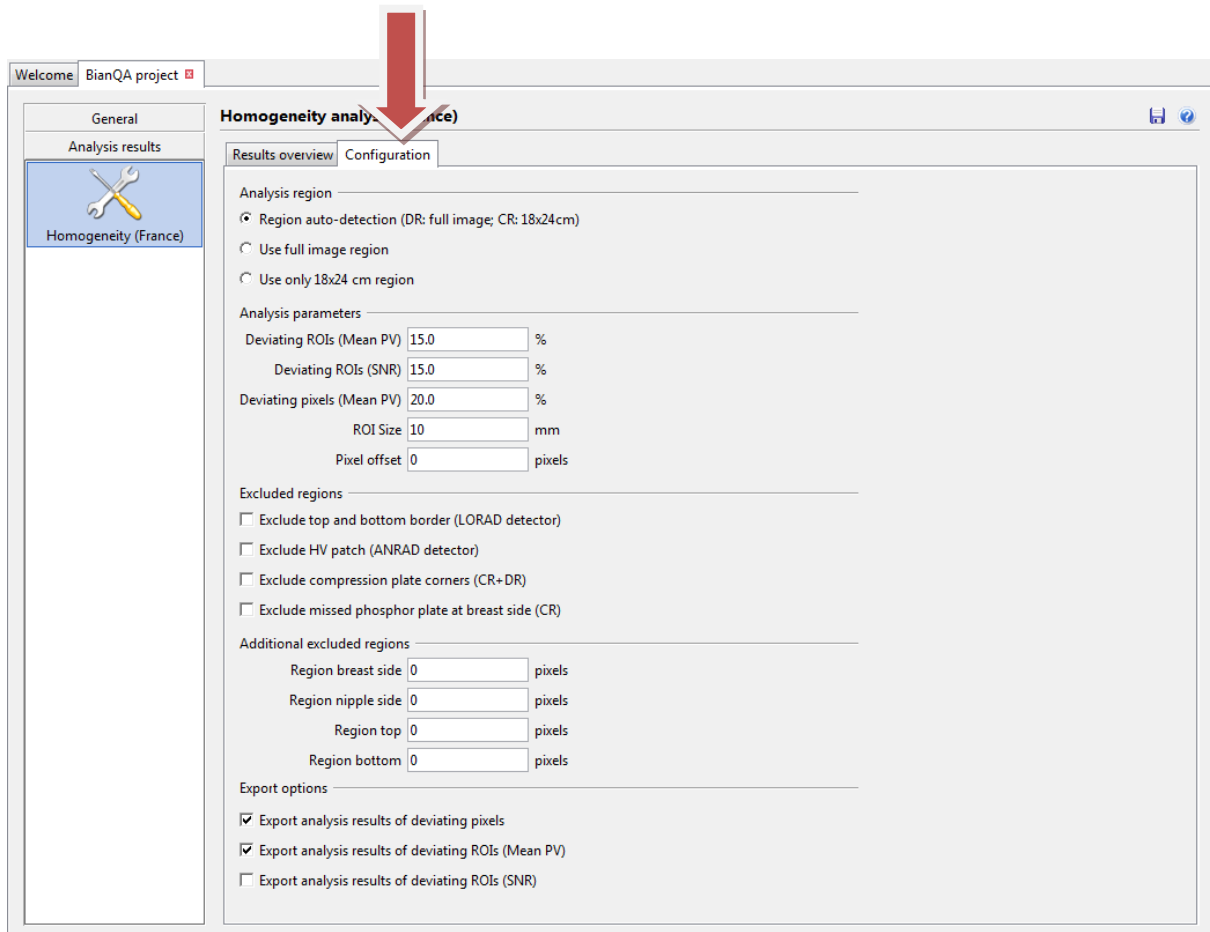 Welcome BianQA project
General
Analysis results
Homogeneity (France)
Homogeneity analys nce)
Results overview Configuration
Analysis region
Region auto-detection (DR: full image; CR: 18x24cm)
Use full image region
Use only 18x24 cm region
Analysis parameters
Deviating ROIs (Mean PV) 15.0 %
Deviating ROIs (SNR) 15.0 %
Deviating pixels (Mean PV) 20.0 %
ROI Size 10 mm
Pixel offset 0 pixels
Excluded regions
Exclude top and bottom border (LORAD detector)
Exclude HV patch (ANRAD detector)
Exclude compression plate corners (CR+DR)
Exclude missed phosphor plate at breast side (CR)
Additional excluded regions
Region breast side 0 pixels
Region nipple side 0 pixels
Region top 0 pixels
Region bottom 0 pixels
Export options
Export analysis results of deviating pixels
Export analysis results of deviating ROIs (Mean PV)
Export analysis results of deviating ROIs (SNR)